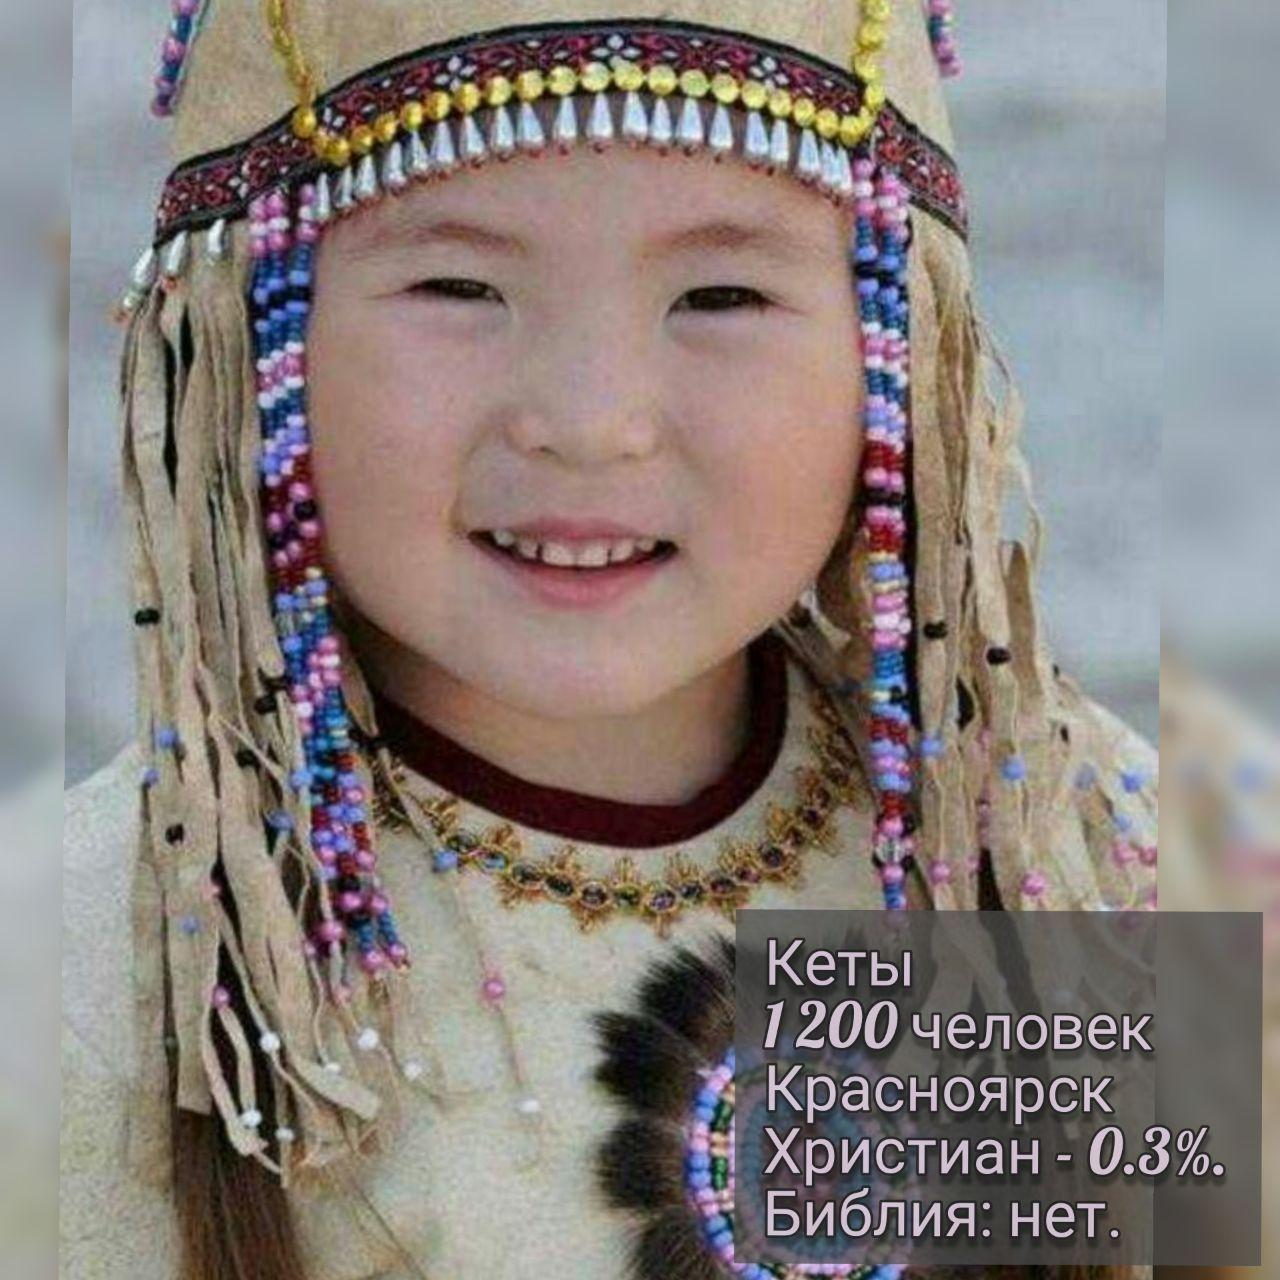 Кеты
1200 человек
Красноярск
Христиан - 0.3%.
Библия: нет.